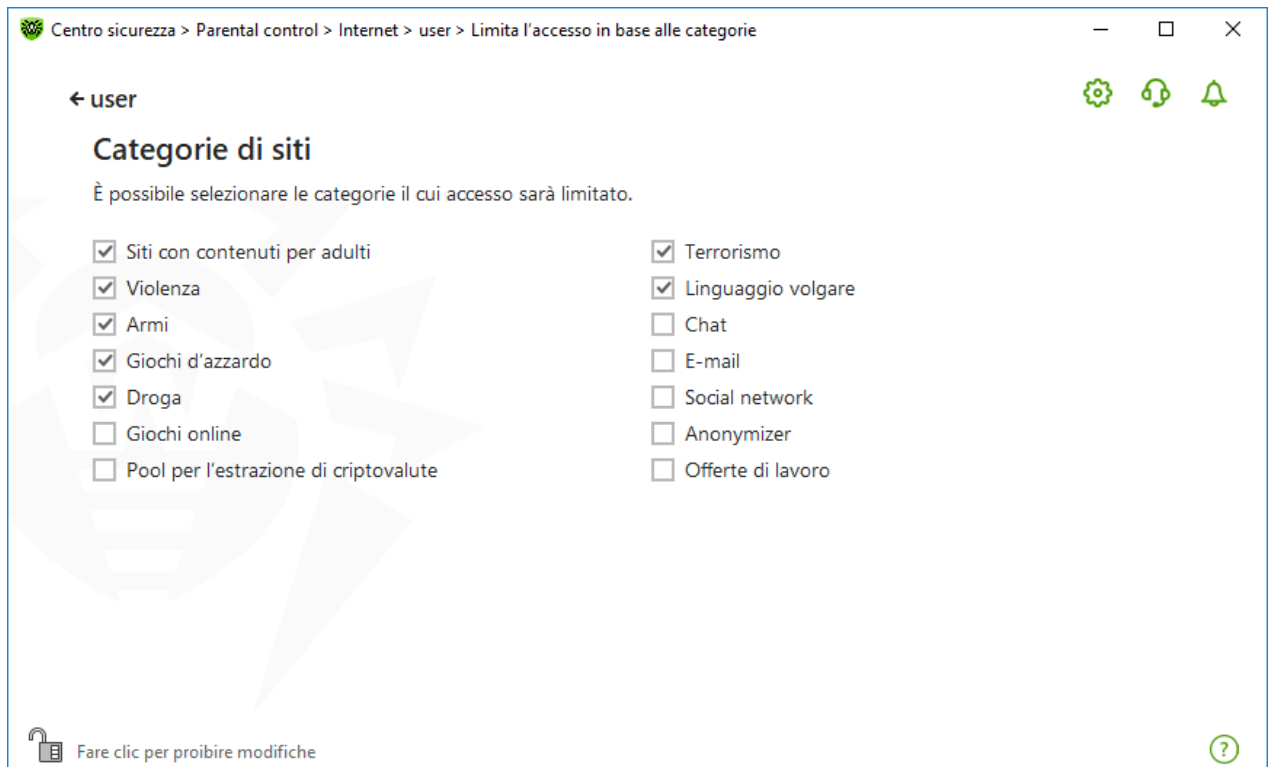 Centro sicurezza > Parental control > Internet > user > Limita l'accesso in base alle categorie
user
Categorie di siti
È possibile selezionare le categorie il cui accesso sarà limitato.
Siti con contenuti per adulti
Violenza
Armi
Giochi d'azzardo
Droga
Giochi online
Pool per l'estrazione di criptovalute
Terrorismo
Linguaggio volgare
Chat
E-mail
Social network
Anonymizer
Offerte di lavoro
Fare clic per proibire modifiche
?